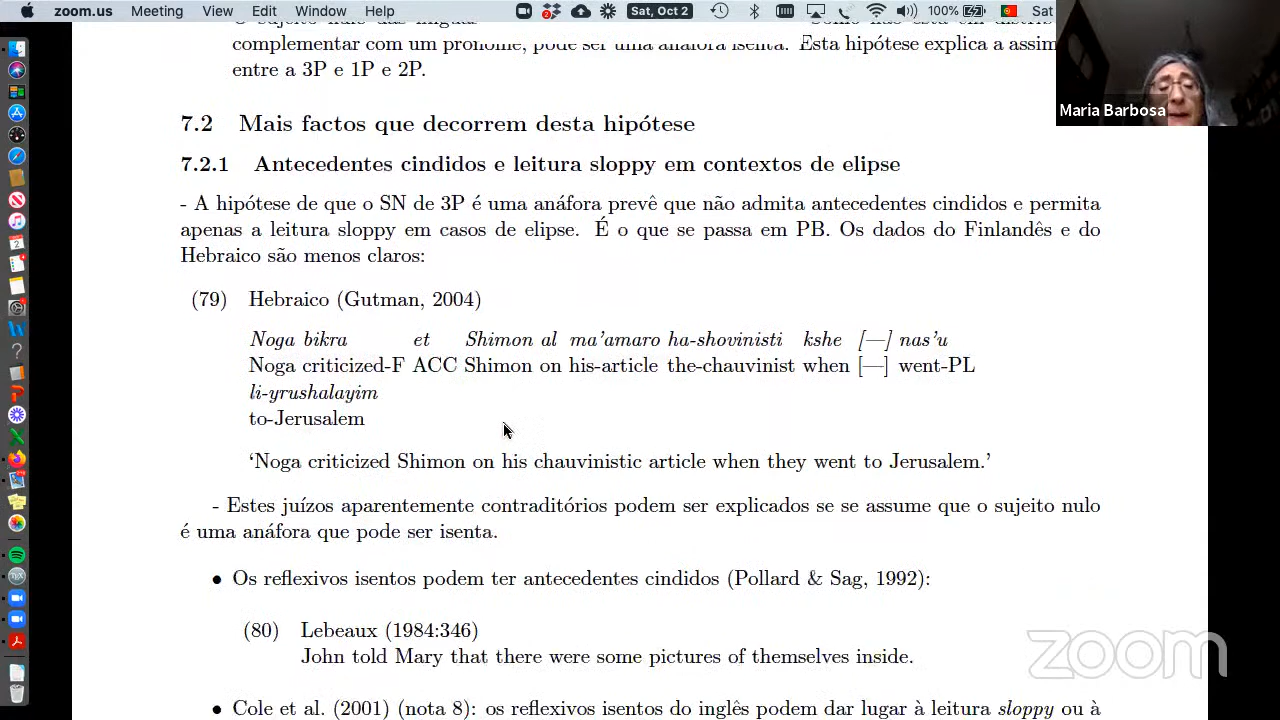 zoom.us Meeting View Edit Window Help Sat, Oct 2 100% Sat
complementar com um pronome, pode ser uma anáfora isenta. Esta hipótese explica a assim
entre a 3P e 1P e 2P.
Maria Barbosa
7.2 Mais factos que decorrem desta hipótese
7.2.1 Antecedentes cindidos e leitura sloppy em contextos de elipse
- A hipótese de que o SN de 3P é uma anáfora prevê que não admita antecedentes cindidos e permita
apenas a leitura sloppy em casos de elipse. É o que se passa em PB. Os dados do Finlandês e do
Hebraico são menos claros:
(79) Hebraico (Gutman, 2004)
Noga bikra et Shimon al ma'amaro ha-shovinisti kshe [—] nas'u
Noga criticized-F ACC Shimon on his-article the-chauvinist when [—] went-PL
li-yrushalayim
to-Jerusalem
‘Noga criticized Shimon on his chauvinistic article when they went to Jerusalem.’
- Estes juízos aparentemente contraditórios podem ser explicados se se assume que o sujeito nulo
é uma anáfora que pode ser isenta.
• Os reflexivos isentos podem ter antecedentes cindidos (Pollard & Sag, 1992):
(80) Lebeaux (1984:346)
John told Mary that there were some pictures of themselves inside.
zoom
• Cole et al. (2001) (nota 8): os reflexivos isentos do inglês podem dar lugar à leitura sloppy ou à